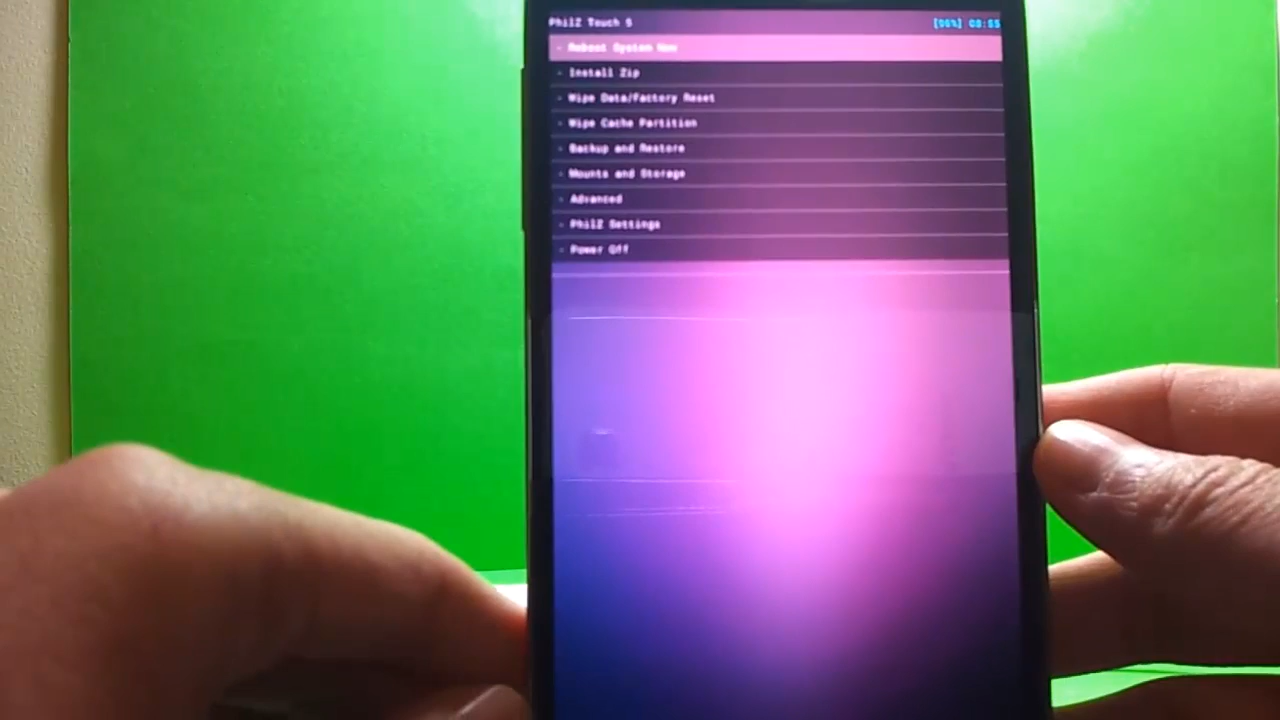 PhilZ Touch 5
[96%] 08:55
- Reboot System Now
- Install Zip
- Wipe Data/Factory Reset
- Wipe Cache Partition
- Backup and Restore
- Mounts and Storage
- Advanced
- PhilZ Settings
- Power Off